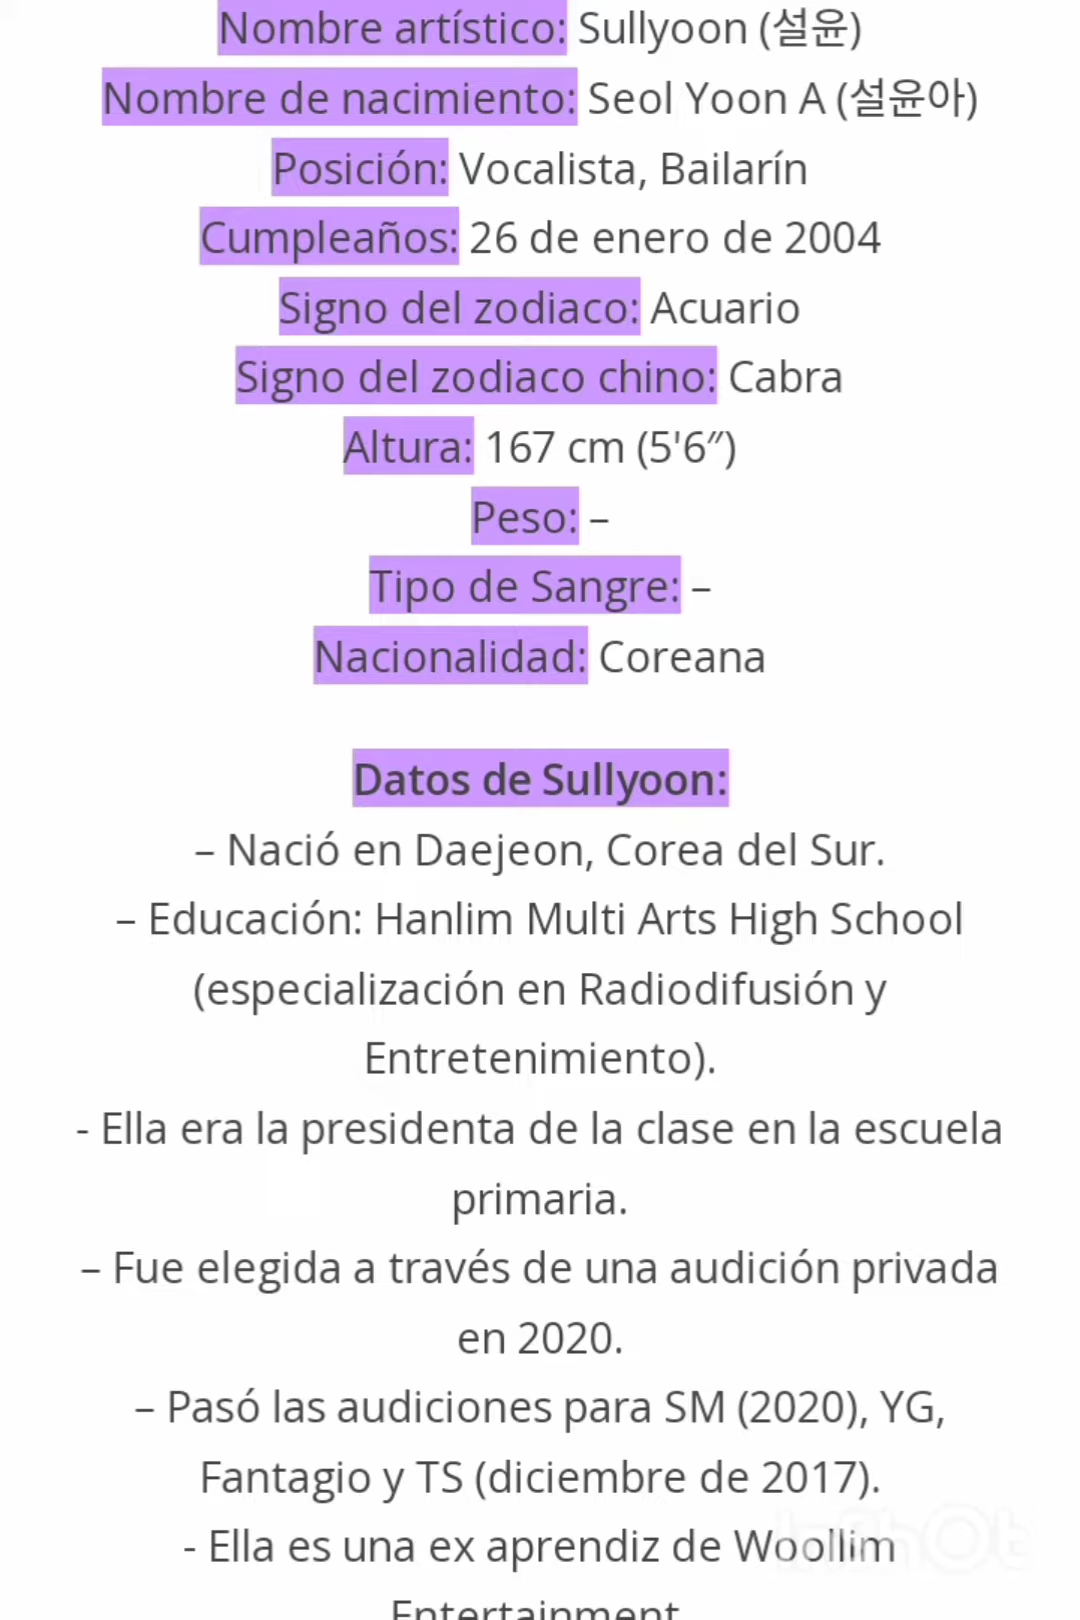 Nombre artístico: Sullyoon (설윤)
Nombre de nacimiento: Seol Yoon A (설윤아)
Posición: Vocalista, Bailarín
Cumpleaños: 26 de enero de 2004
Signo del zodiaco: Acuario
Signo del zodiaco chino: Cabra
Altura: 167 cm (5'6″)
Peso: –
Tipo de Sangre: –
Nacionalidad: Coreana
Datos de Sullyoon:
– Nació en Daejeon, Corea del Sur.
– Educación: Hanlim Multi Arts High School
(especialización en Radiodifusión y
Entretenimiento).
- Ella era la presidenta de la clase en la escuela
primaria.
– Fue elegida a través de una audición privada
en 2020.
– Pasó las audiciones para SM (2020), YG,
Fantagio y TS (diciembre de 2017).
- Ella es una ex aprendiz de Woollim
Entertainment
InShOt